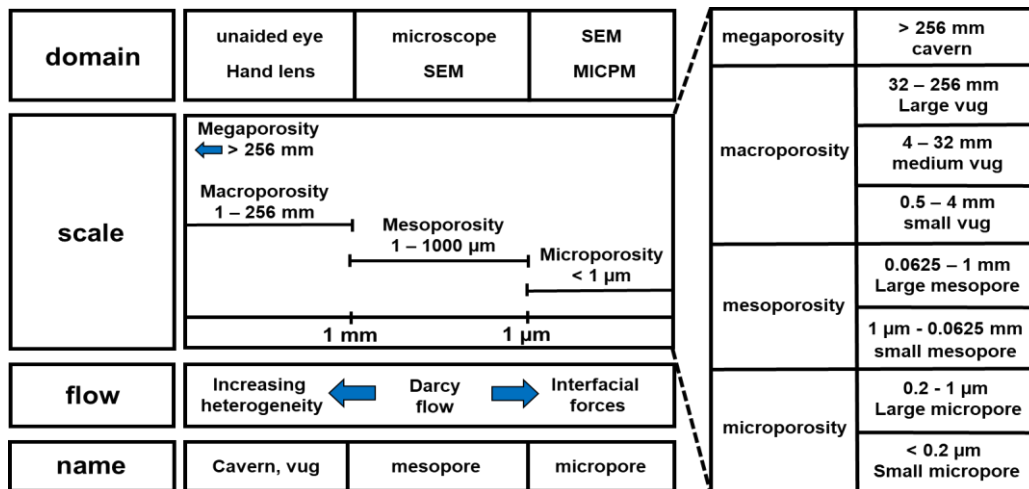 domain
unaided eye
Hand lens
microscope
SEM
SEM
MICPM
scale
Megaporosity
> 256 mm
Macroporosity
1 – 256 mm
Mesoporosity
1 – 1000 µm
Microporosity
< 1 µm
1 mm
1 µm
flow
Increasing
heterogeneity
Darcy
flow
Interfacial
forces
name
Cavern, vug
mesopore
micropore
megaporosity
> 256 mm
cavern
macroporosity
32 – 256 mm
Large vug
4 – 32 mm
medium vug
0.5 – 4 mm
small vug
mesoporosity
0.0625 – 1 mm
Large mesopore
1 µm - 0.0625 mm
small mesopore
microporosity
0.2 - 1 µm
Large micropore
< 0.2 µm
Small micropore